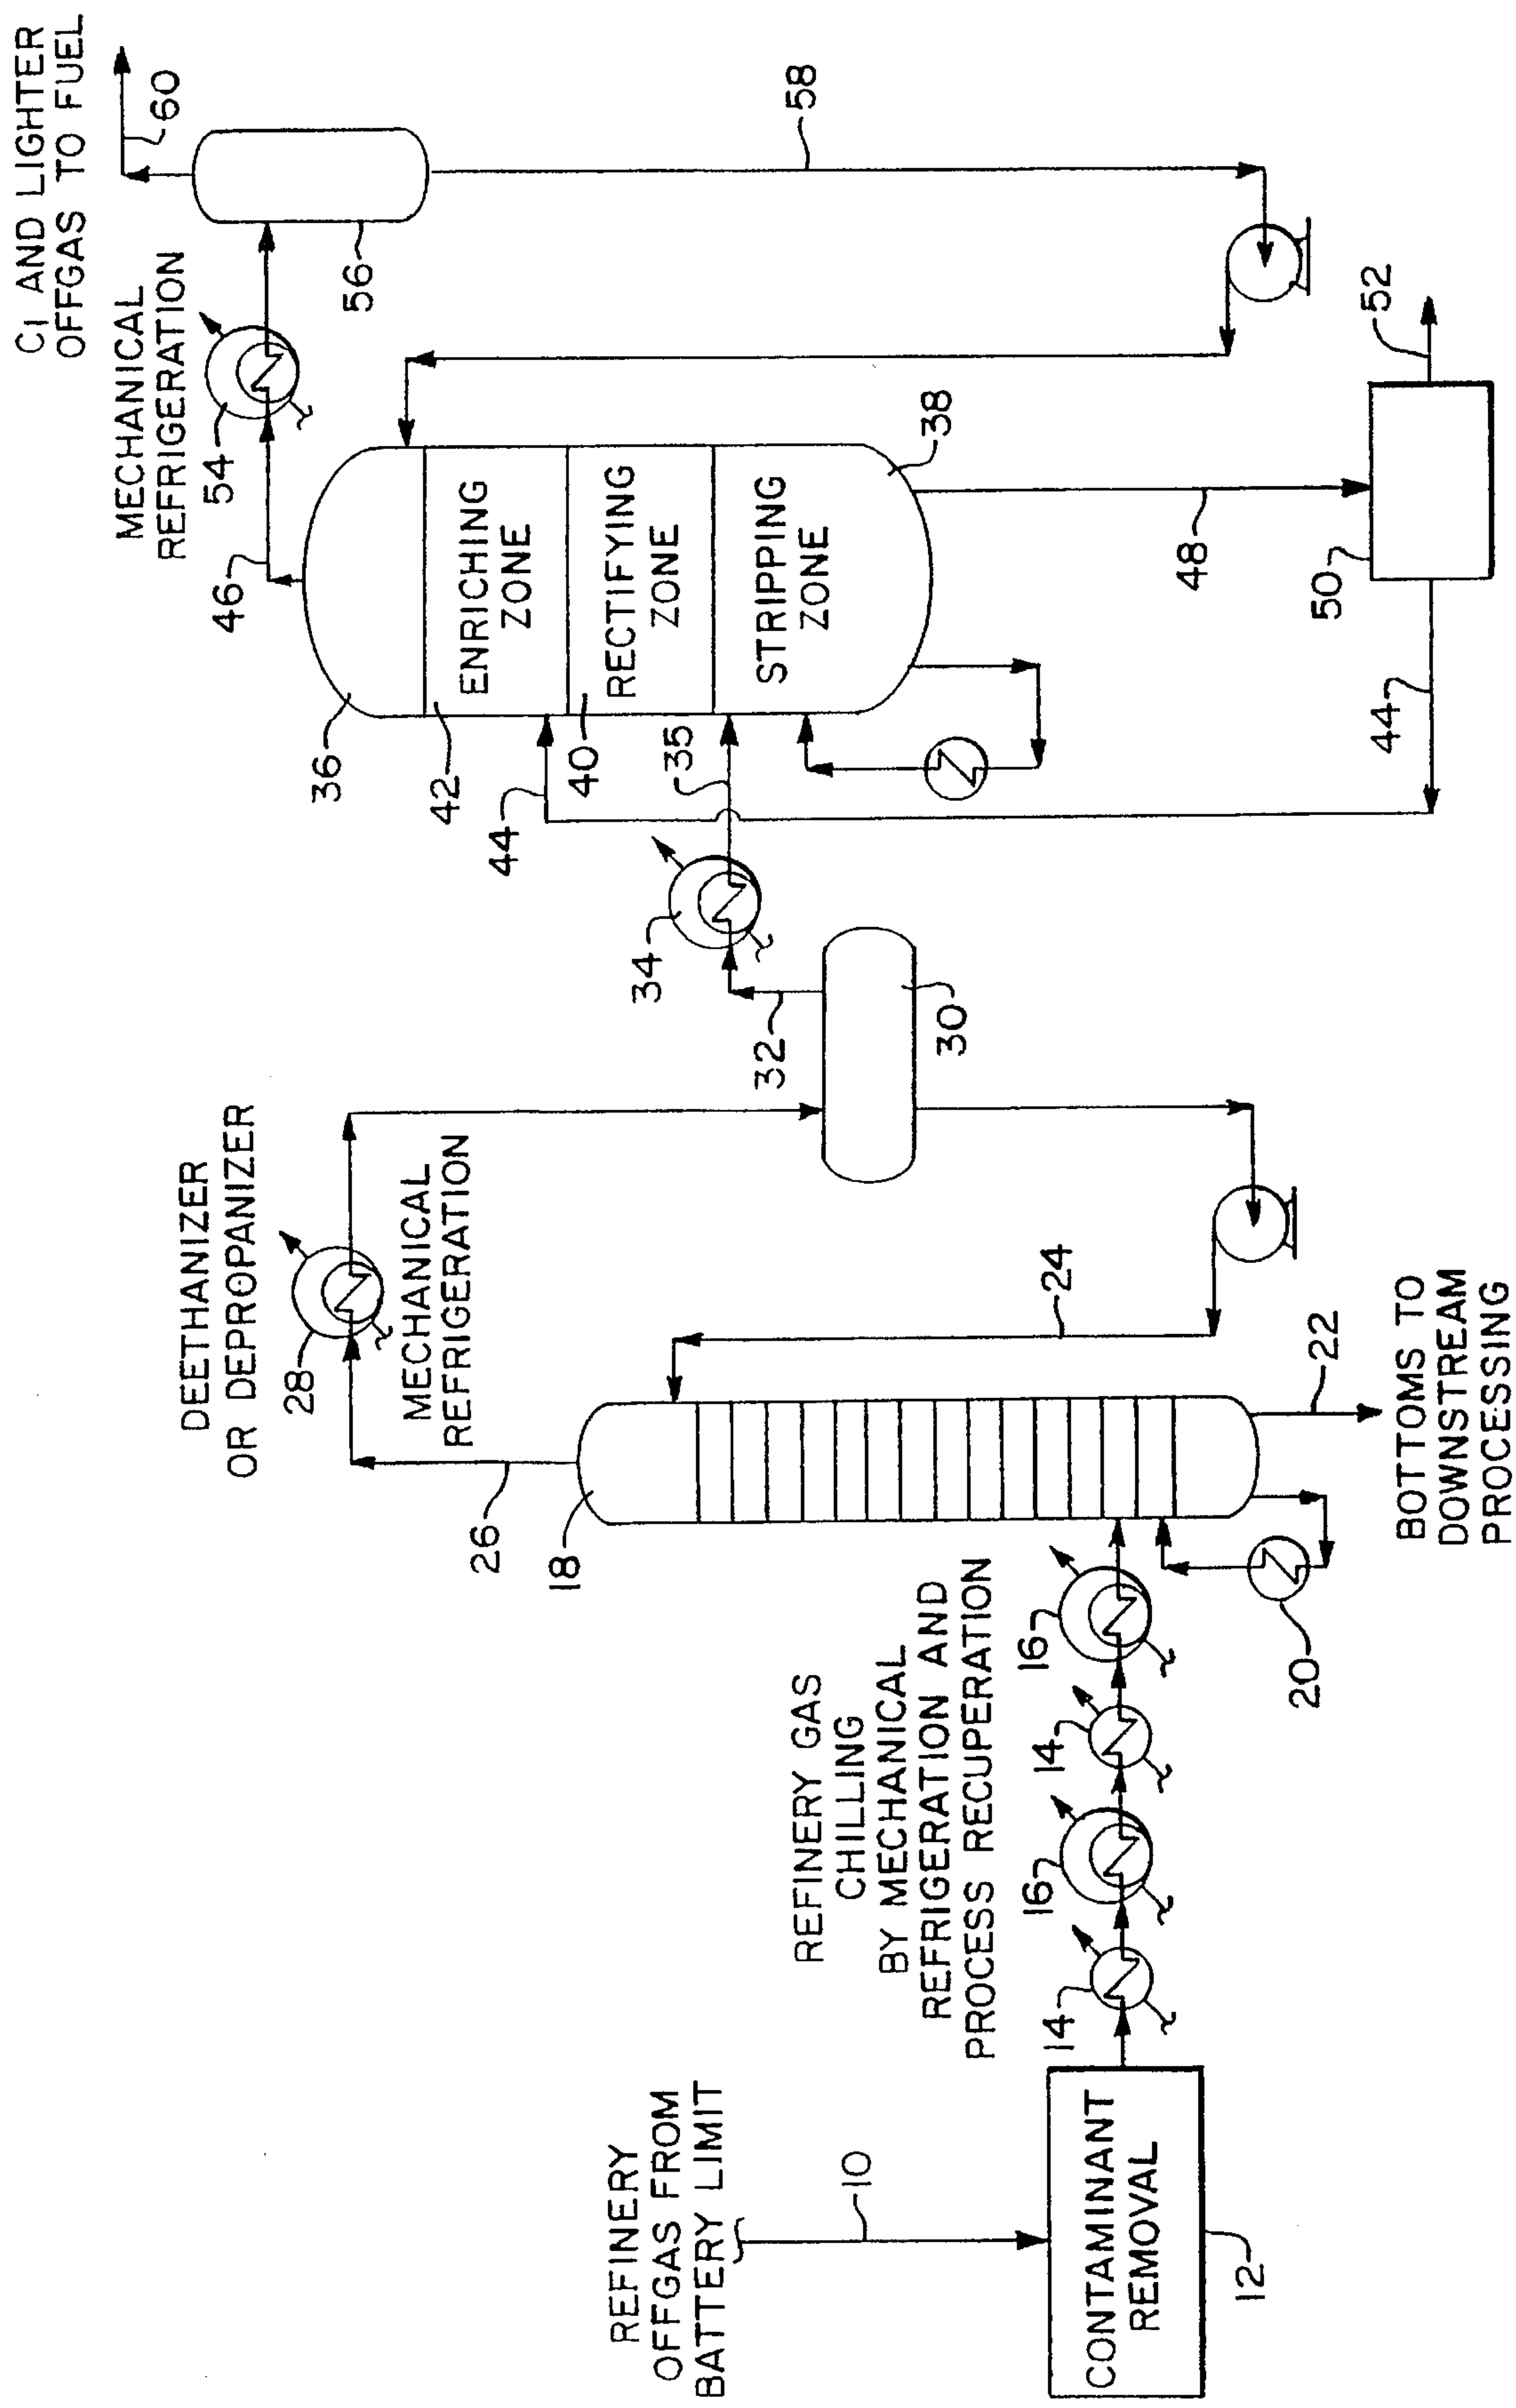 REFINERY
OFFGAS FROM
BATTERY LIMIT
10
CONTAMINANT
REMOVAL
12
REFINERY GAS
CHILLING
BY MECHANICAL
REFRIGERATION AND
PROCESS RECUPERATION
14
16
14
16
20
18
26
DEETHANIZER
OR DEPROPANIZER
28
MECHANICAL
REFRIGERATION
24
22
BOTTOMS TO
DOWNSTREAM
PROCESSING
30
32
34
35
44
36
42
40
ENRICHING
ZONE
RECTIFYING
ZONE
STRIPPING
ZONE
38
46
MECHANICAL
REFRIGERATION
54
56
C1 AND LIGHTER
OFFGAS TO FUEL
60
58
48
50
44
52